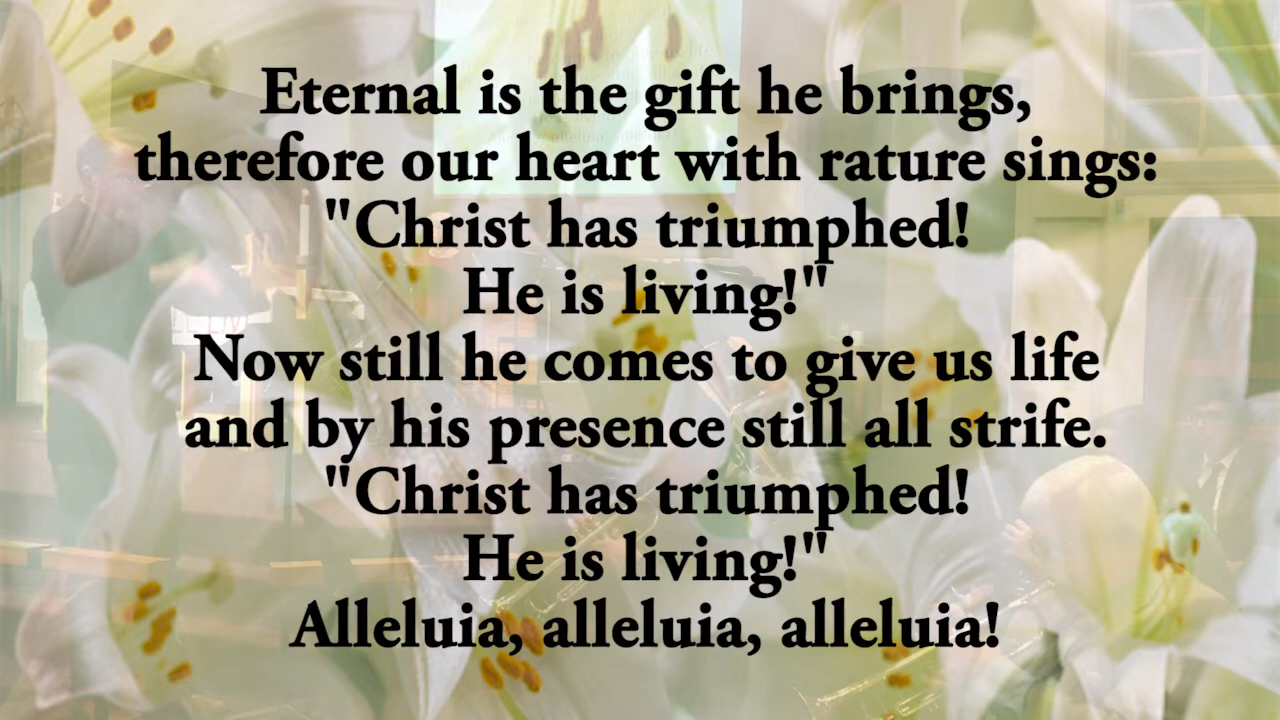 Eternal is the gift he brings,
therefore our heart with rature sings:
"Christ has triumphed!
He is living!"
Now still he comes to give us life
and by his presence still all strife.
"Christ has triumphed!
He is living!"
Alleluia, alleluia, alleluia!